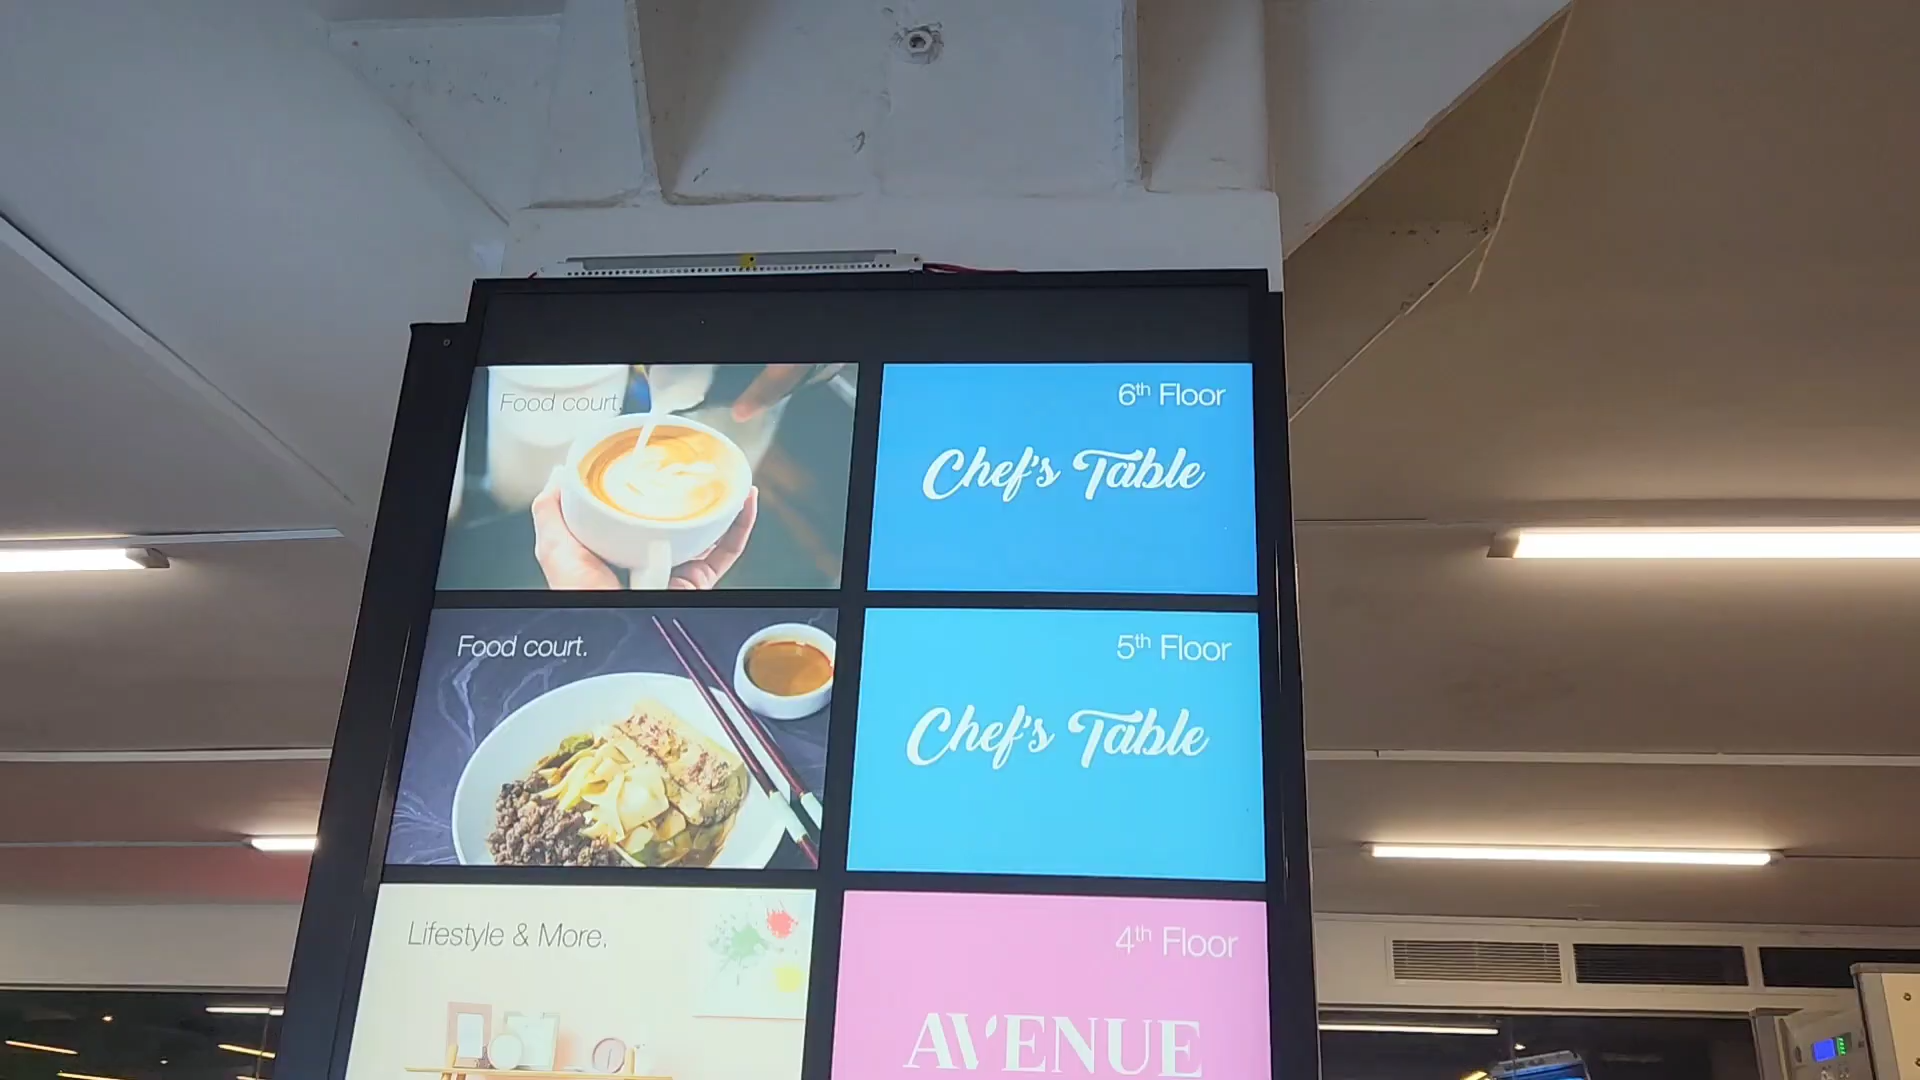 Food court.
6th Floor
Chef's Table
Food court.
5th Floor
Chef's Table
Lifestyle & More.
4th Floor
AVENUE